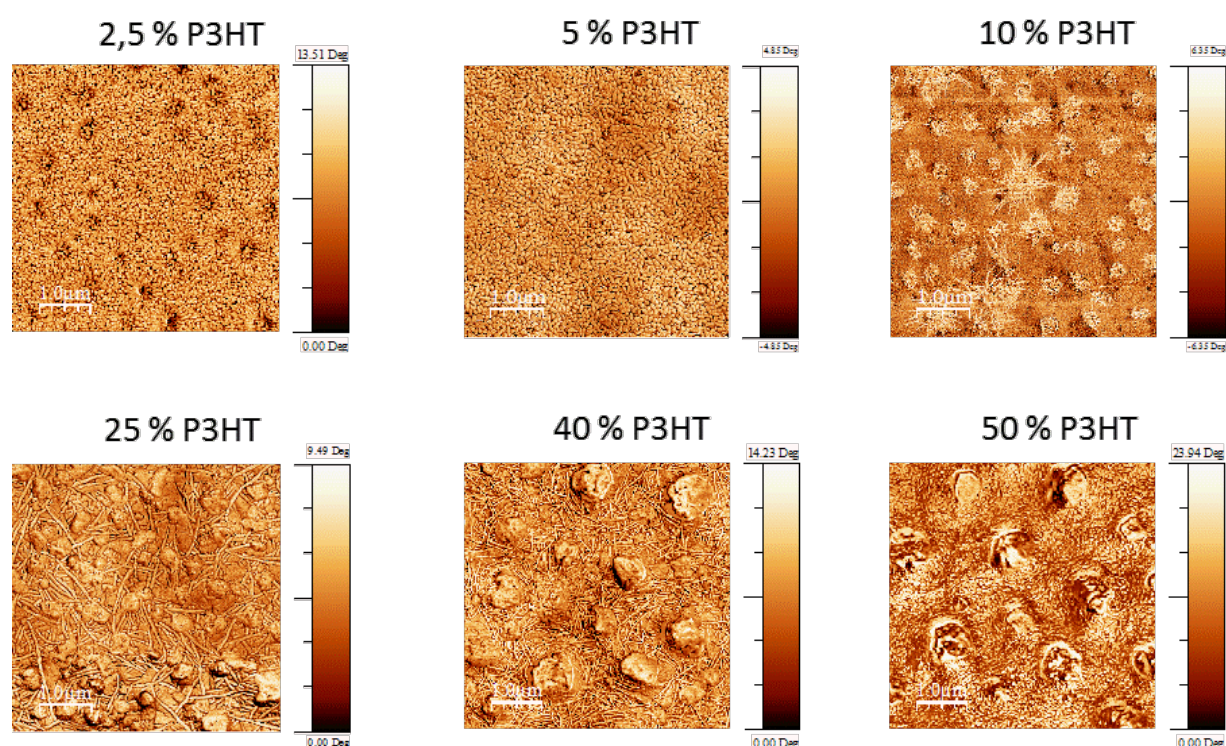 2,5 % P3HT
5 % P3HT
10 % P3HT
13.51 Deg
4.85 Deg
6.35 Deg
1.0μm
1.0μm
1.0μm
0.00 Deg
-4.85 Deg
-6.35 Deg
25 % P3HT
40 % P3HT
50 % P3HT
9.49 Deg
14.23 Deg
23.94 Deg
1.0μm
1.0μm
1.0μm
0.00 Deg
0.00 Deg
0.00 Deg